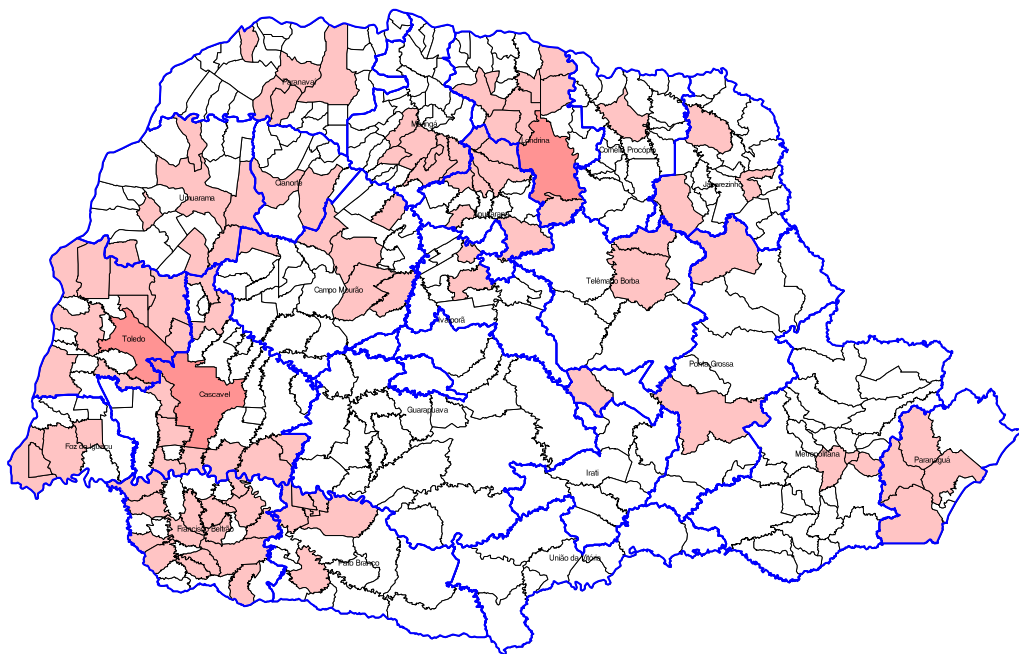 Paranavaí
Maringá
Londrina
Cornélio Procópio
Cianorte
Jacarezinho
Umuarama
Apucarana
Telêmaco Borba
Campo Mourão
Ivaiporã
Toledo
Ponta Grossa
Cascavel
Guarapuava
Foz do Iguaçu
Metropolitana
Paranaguá
Irati
Francisco Beltrão
União da Vitória
Pato Branco